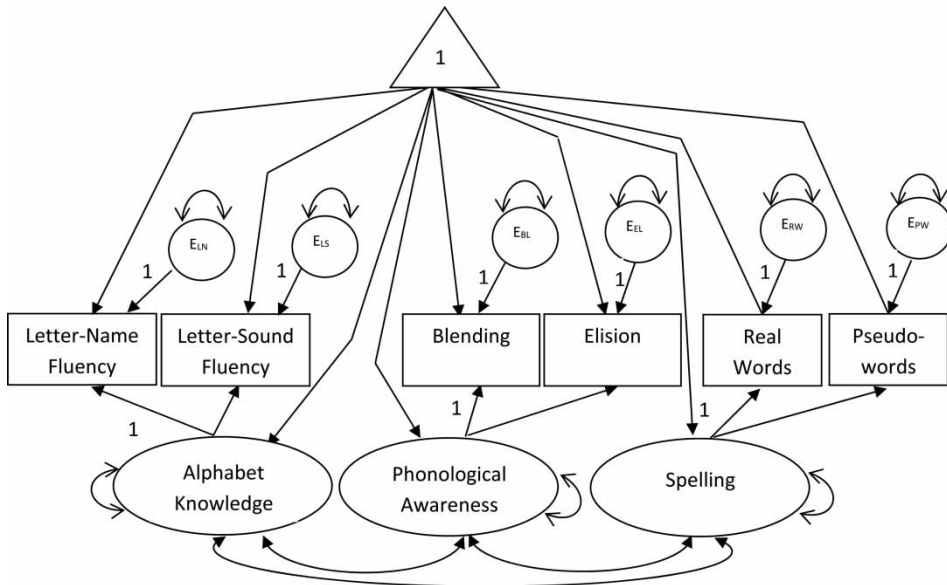 1
E_LN
E_LS
E_BL
E_EL
E_RW
E_PW
1
1
1
1
1
1
Letter-Name
Fluency
Letter-Sound
Fluency
Blending
Elision
Real
Words
Pseudo-
words
1
1
1
Alphabet
Knowledge
Phonological
Awareness
Spelling